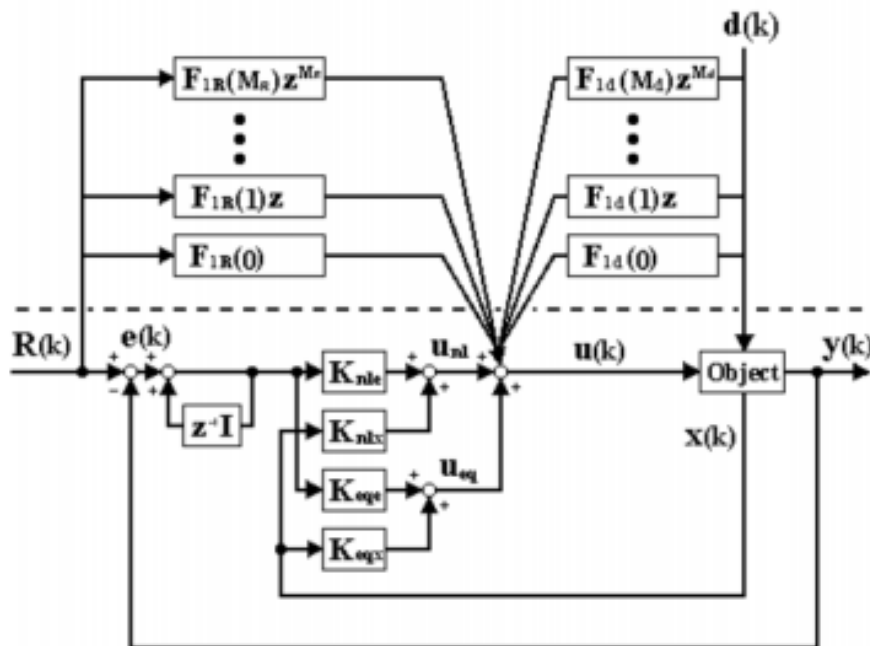 d(k)
F1R(MR)z^MR F1d(Md)z^Md
F1R(1)z F1d(1)z
F1R(0) F1d(0)
R(k) e(k) unl u(k) y(k)
+ + + + +
− + + +
Knle Object
z⁻¹I
Knlx x(k)
ueq
Keqe + +
Keqx